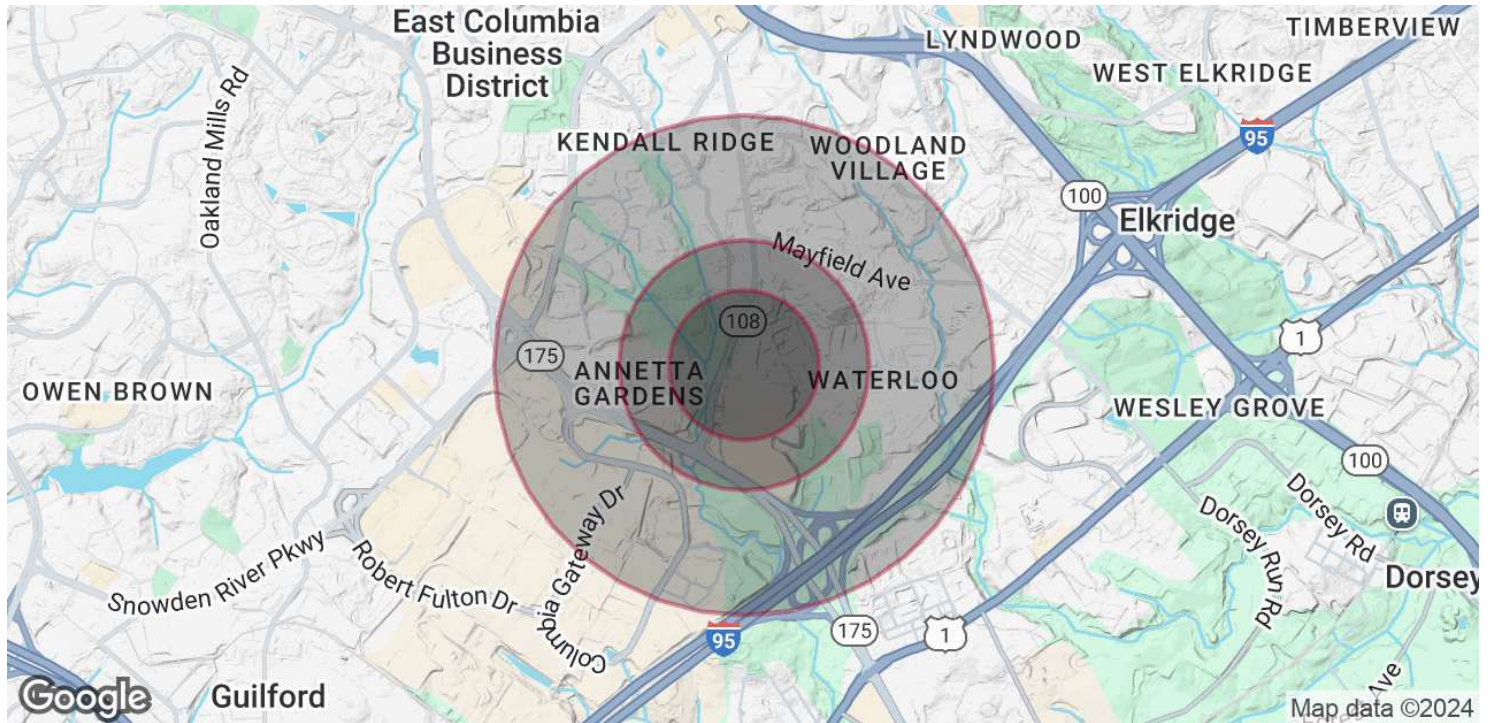 East Columbia
Business
District
TIMBERVIEW
LYNDWOOD
WEST ELKRIDGE
Oakland Mills Rd
KENDALL RIDGE
WOODLAND
VILLAGE
95
100
Elkridge
Mayfield Ave
108
1
175
ANNETTA
GARDENS
WATERLOO
OWEN BROWN
WESLEY GROVE
100
Dorsey Rd
Dorsey Run Rd
Snowden River Pkwy
Robert Fulton Dr
Columbia Gateway Dr
Dorsey
95
175
1
Google
Guilford
Ave
Map data ©2024